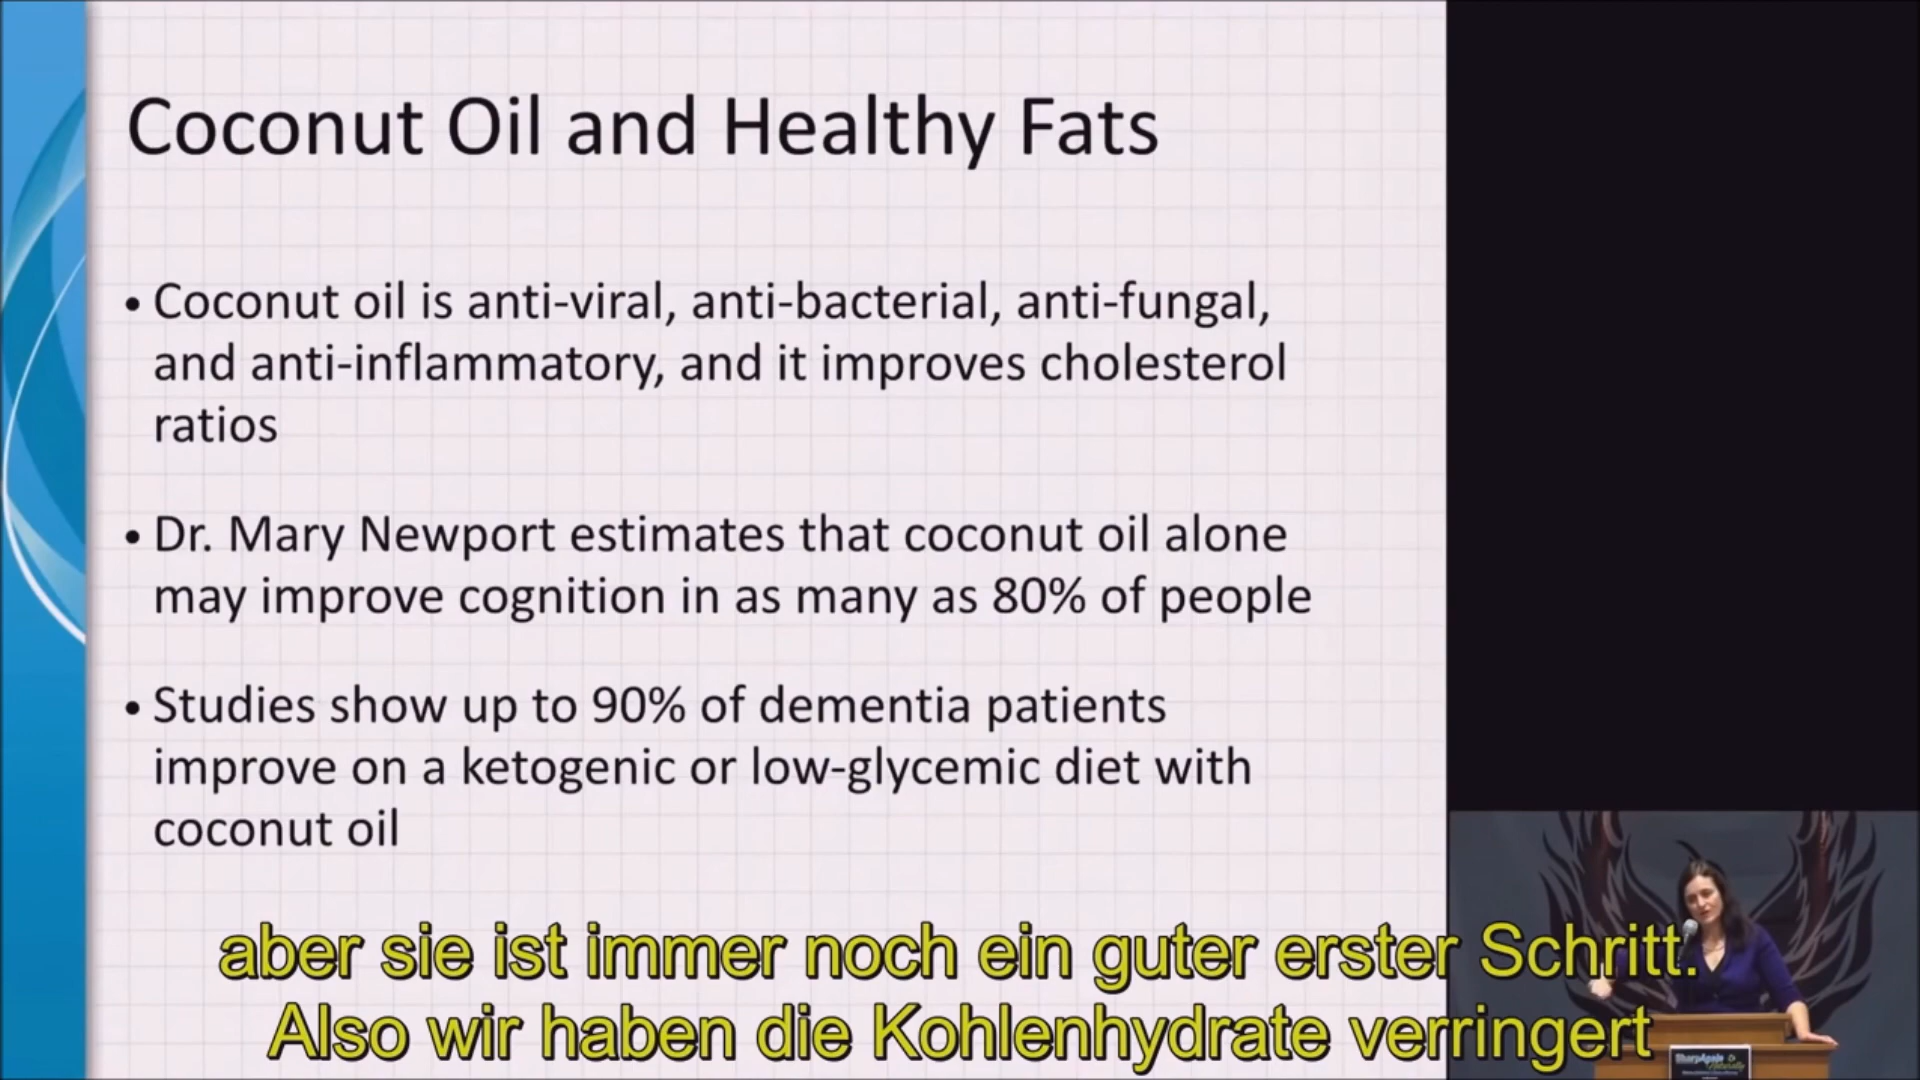 Coconut Oil and Healthy Fats
• Coconut oil is anti-viral, anti-bacterial, anti-fungal,
and anti-inflammatory, and it improves cholesterol
ratios
• Dr. Mary Newport estimates that coconut oil alone
may improve cognition in as many as 80% of people
• Studies show up to 90% of dementia patients
improve on a ketogenic or low-glycemic diet with
coconut oil
aber sie ist immer noch ein guter erster Schritt.
Also wir haben die Kohlenhydrate verringert
SharpAgain
Naturally